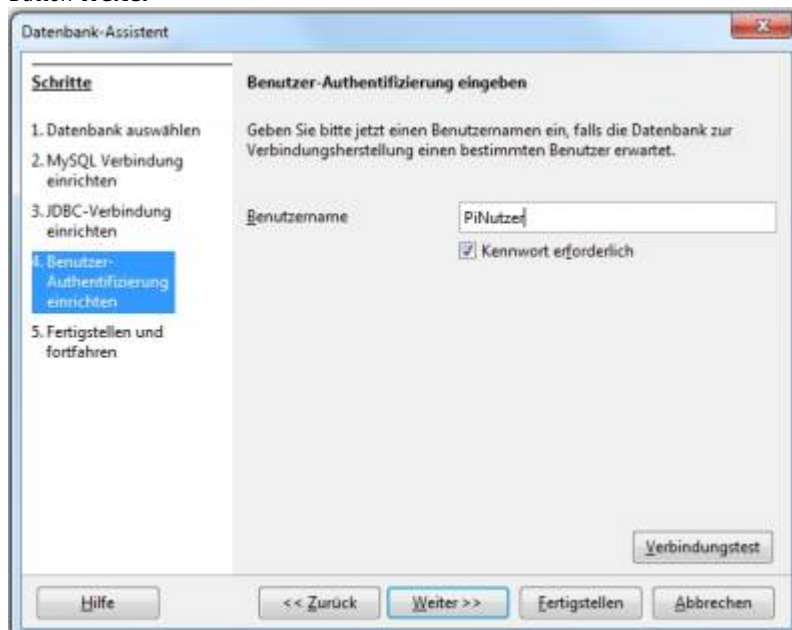 Button Weiter
Datenbank-Assistent
Schritte
1. Datenbank auswählen
2. MySQL Verbindung
einrichten
3. JDBC-Verbindung
einrichten
4. Benutzer-
Authentifizierung
einrichten
5. Fertigstellen und
fortfahren
Benutzer-Authentifizierung eingeben
Geben Sie bitte jetzt einen Benutzernamen ein, falls die Datenbank zur
Verbindungsherstellung einen bestimmten Benutzer erwartet.
Benutzername
PiNutzer
Kennwort erforderlich
Verbindungstest
Hilfe
<< Zurück
Weiter >>
Fertigstellen
Abbrechen